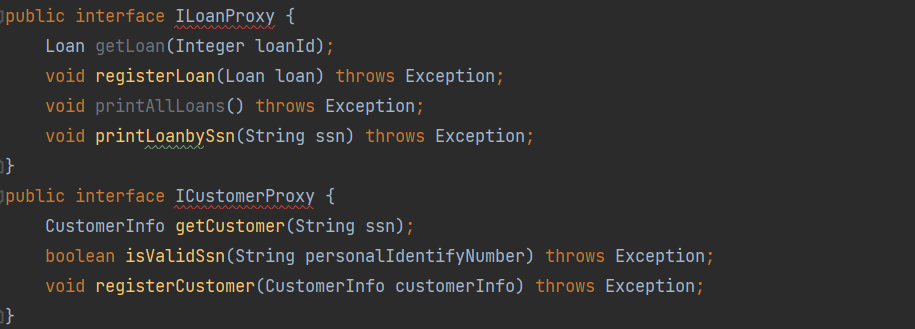 public interface ILoanProxy {
    Loan getLoan(Integer loanId);
    void registerLoan(Loan loan) throws Exception;
    void printAllLoans() throws Exception;
    void printLoanbySsn(String ssn) throws Exception;
}
public interface ICustomerProxy {
    CustomerInfo getCustomer(String ssn);
    boolean isValidSsn(String personalIdentifyNumber) throws Exception;
    void registerCustomer(CustomerInfo customerInfo) throws Exception;
}